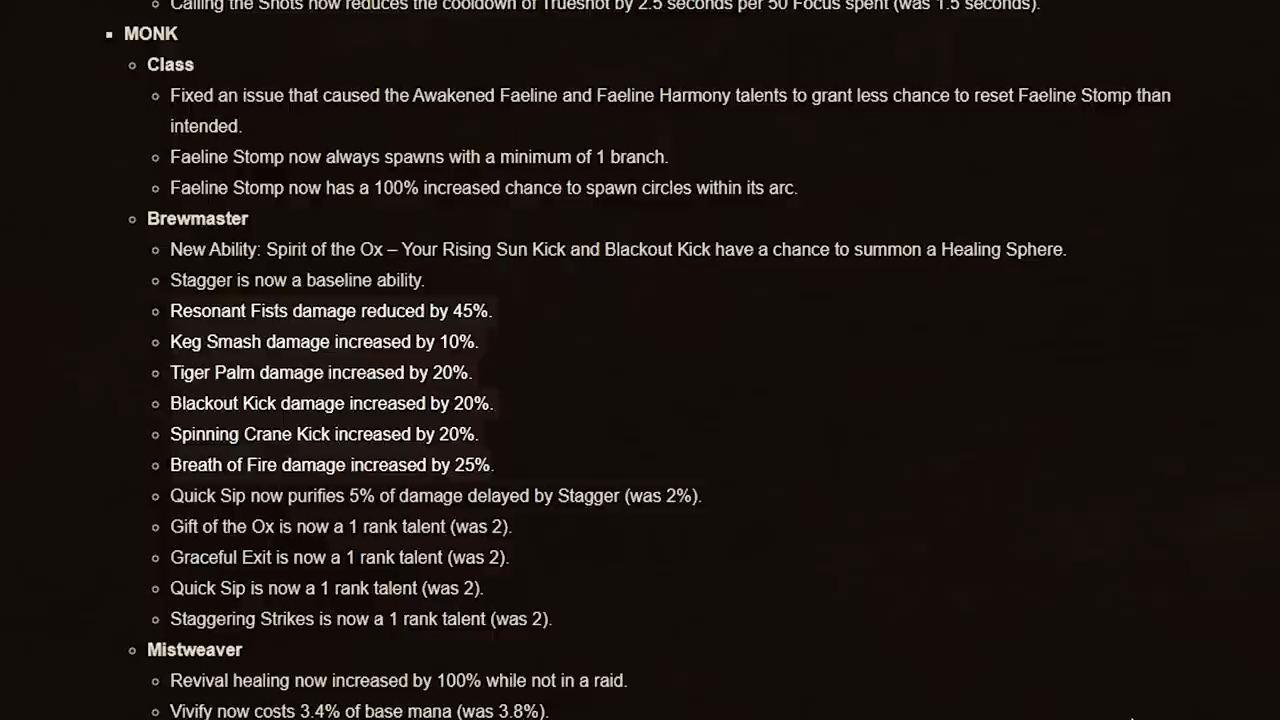 Calling the Shots now reduces the cooldown of Trueshot by 2.5 seconds per 50 Focus spent (was 1.5 seconds).
MONK
Class
Fixed an issue that caused the Awakened Faeline and Faeline Harmony talents to grant less chance to reset Faeline Stomp than
intended.
Faeline Stomp now always spawns with a minimum of 1 branch.
Faeline Stomp now has a 100% increased chance to spawn circles within its arc.
Brewmaster
New Ability: Spirit of the Ox – Your Rising Sun Kick and Blackout Kick have a chance to summon a Healing Sphere.
Stagger is now a baseline ability.
Resonant Fists damage reduced by 45%.
Keg Smash damage increased by 10%.
Tiger Palm damage increased by 20%.
Blackout Kick damage increased by 20%.
Spinning Crane Kick increased by 20%.
Breath of Fire damage increased by 25%.
Quick Sip now purifies 5% of damage delayed by Stagger (was 2%).
Gift of the Ox is now a 1 rank talent (was 2).
Graceful Exit is now a 1 rank talent (was 2).
Quick Sip is now a 1 rank talent (was 2).
Staggering Strikes is now a 1 rank talent (was 2).
Mistweaver
Revival healing now increased by 100% while not in a raid.
Vivify now costs 3.4% of base mana (was 3.8%).